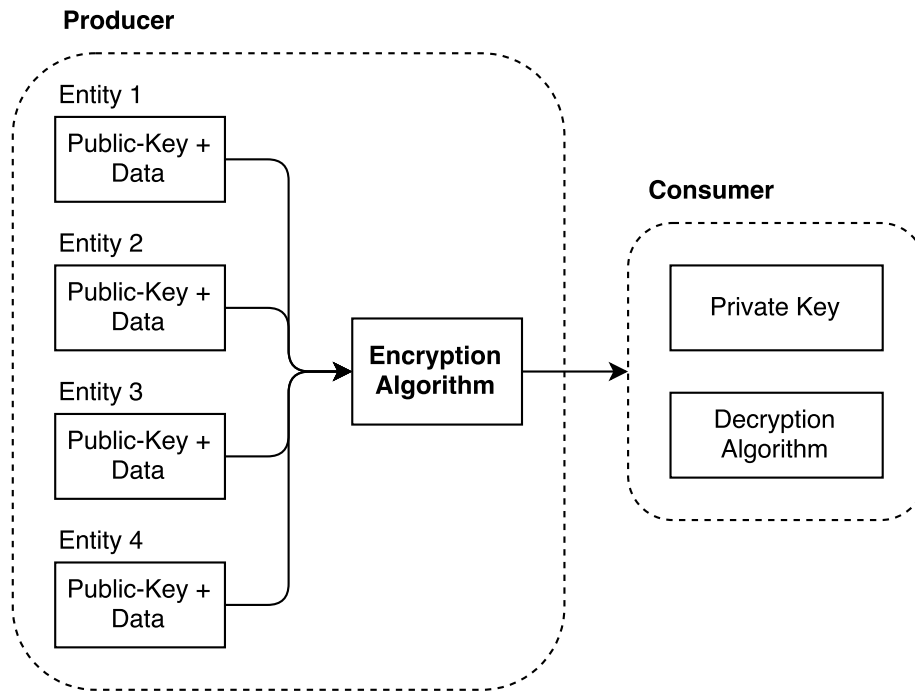 Producer
Entity 1
Public-Key +
Data
Entity 2
Public-Key +
Data
Entity 3
Public-Key +
Data
Entity 4
Public-Key +
Data
Encryption
Algorithm
Consumer
Private Key
Decryption
Algorithm